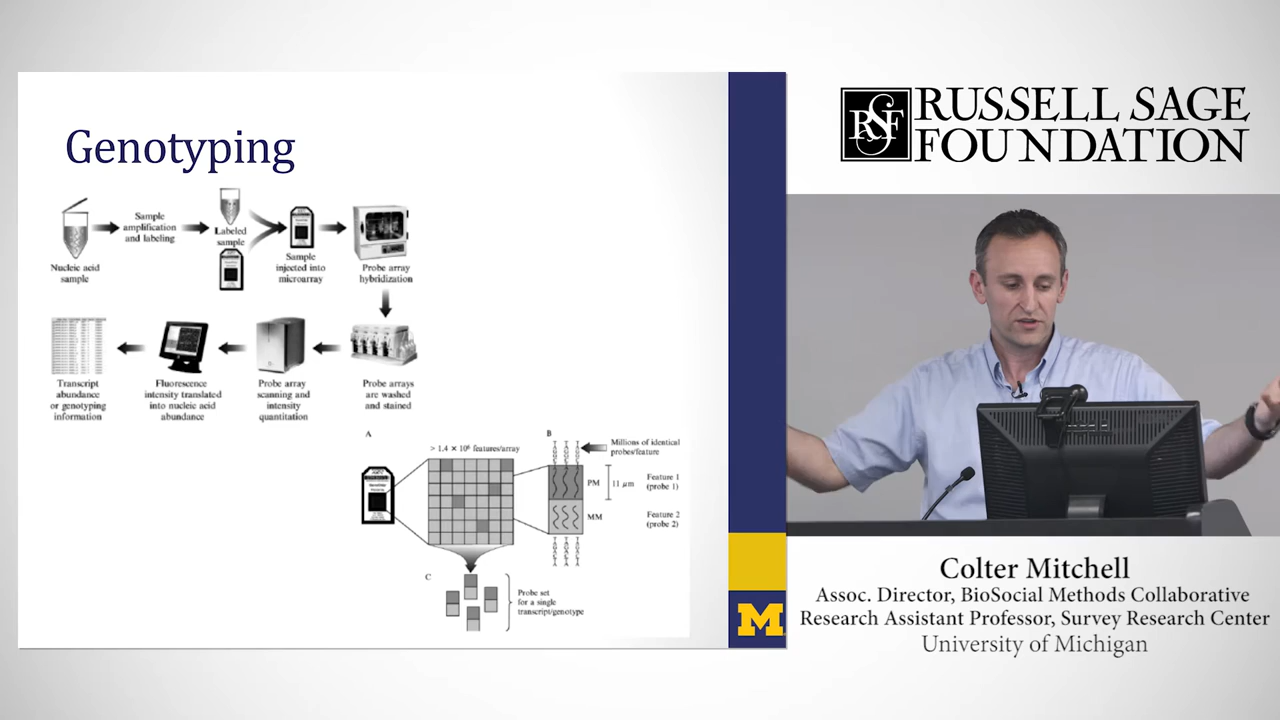 Genotyping
Nucleic acid
sample
Sample
amplification
and labeling
Labeled
sample
Sample
injected into
microarray
Probe array
hybridization
Transcript
abundance
or genotyping
information
Fluorescence
intensity translated
into nucleic acid
abundance
Probe array
scanning and
intensity
quantitation
Probe arrays
are washed
and stained
A
> 1.4 × 10⁶ features/array
B
Millions of identical
probes/feature
PM
11 μm
Feature 1
(probe 1)
MM
Feature 2
(probe 2)
C
Probe set
for a single
transcript/genotype
M
RSF
RUSSELL SAGE
FOUNDATION
Colter Mitchell
Assoc. Director, BioSocial Methods Collaborative
Research Assistant Professor, Survey Research Center
University of Michigan